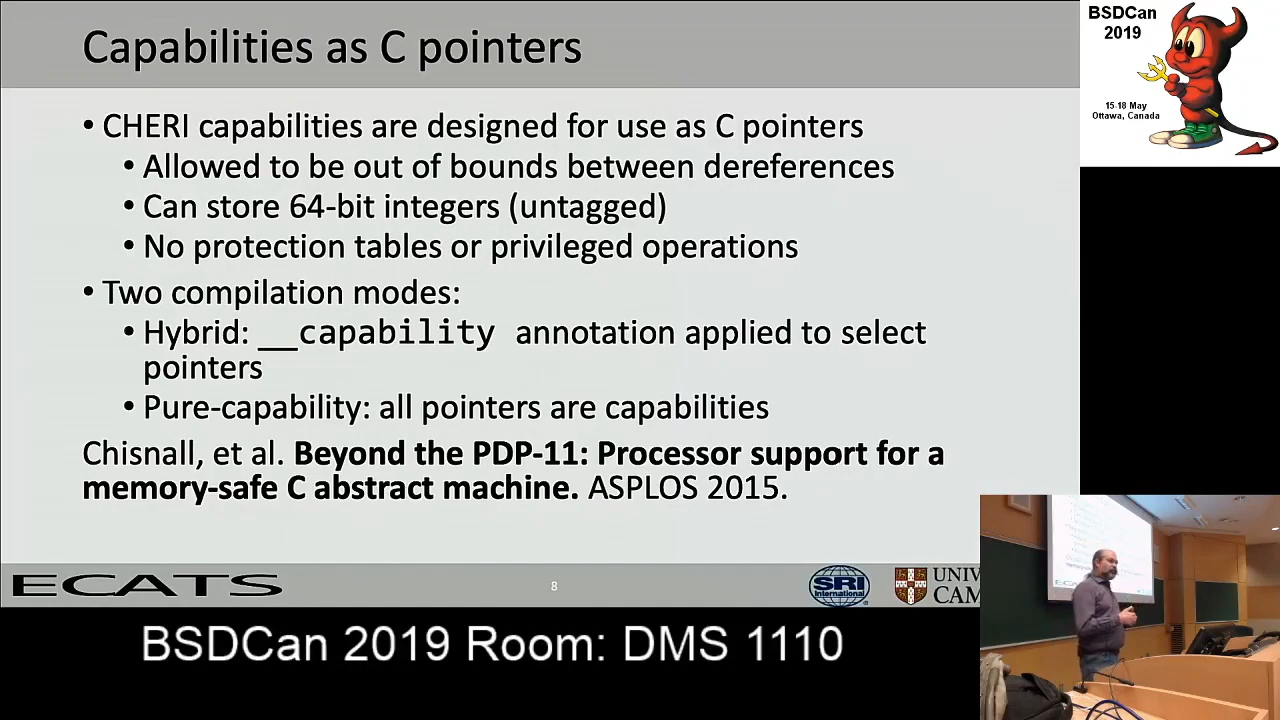 Capabilities as C pointers
BSDCan
2019
15-18 May
Ottawa, Canada
• CHERI capabilities are designed for use as C pointers
• Allowed to be out of bounds between dereferences
• Can store 64-bit integers (untagged)
• No protection tables or privileged operations
• Two compilation modes:
• Hybrid: __capability annotation applied to select
pointers
• Pure-capability: all pointers are capabilities
Chisnall, et al. Beyond the PDP-11: Processor support for a
memory-safe C abstract machine. ASPLOS 2015.
ECATS
8
SRI
International
UNIV
CAM
BSDCan 2019 Room: DMS 1110